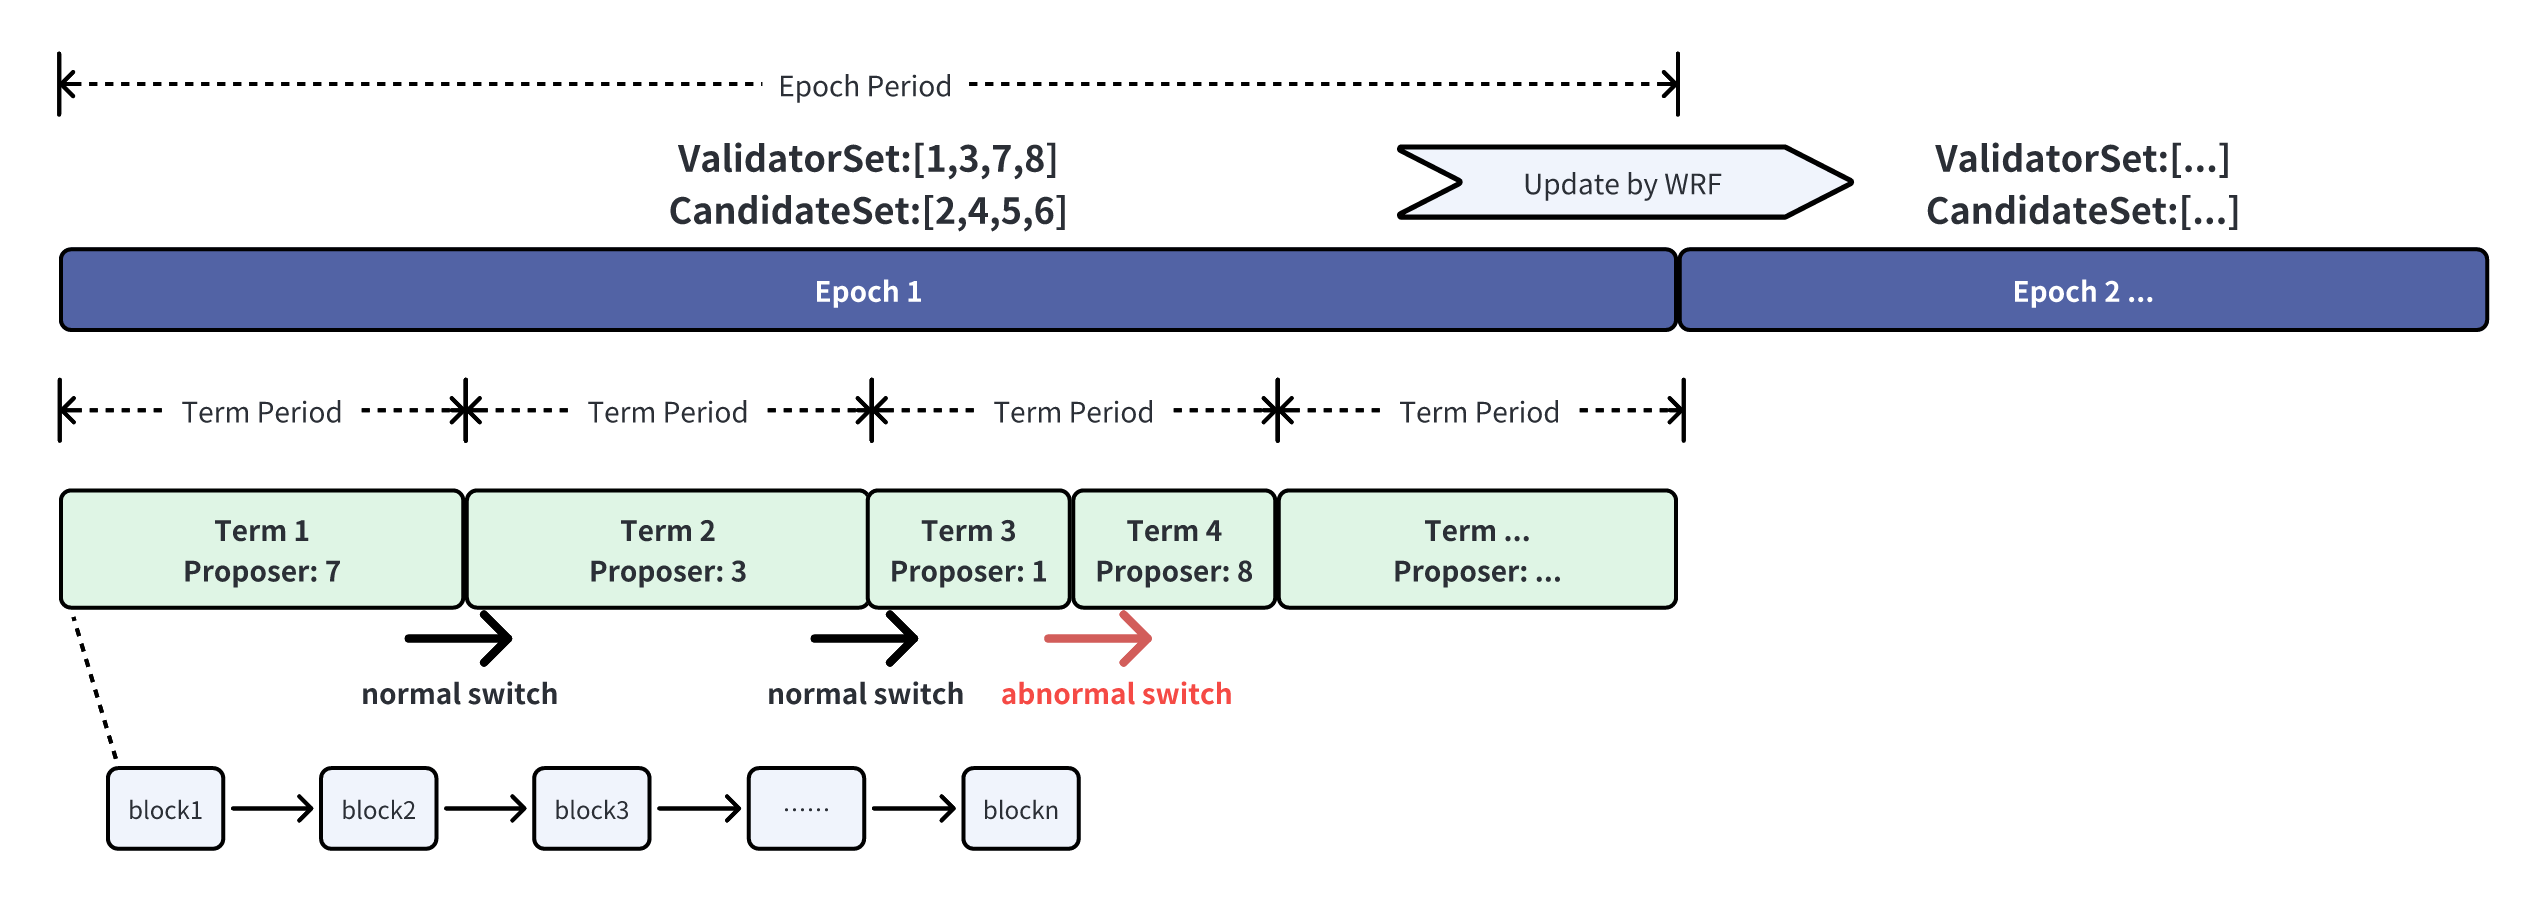 Epoch Period
ValidatorSet:[1,3,7,8]
CandidateSet:[2,4,5,6]
Update by WRF
ValidatorSet:[...]
CandidateSet:[...]
Epoch 1
Epoch 2 ...
Term Period
Term Period
Term Period
Term Period
Term 1
Proposer: 7
Term 2
Proposer: 3
Term 3
Proposer: 1
Term 4
Proposer: 8
Term ...
Proposer: ...
normal switch
normal switch
abnormal switch
block1
block2
block3
......
blockn